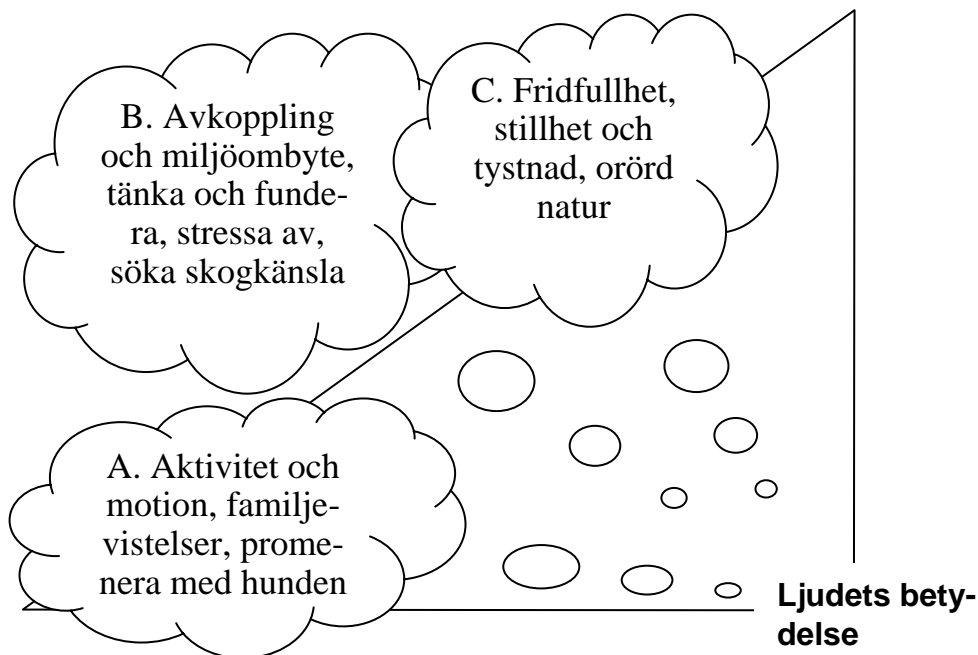 B. Avkoppling
och miljöombyte,
tänka och funde-
ra, stressa av,
söka skogkänsla
C. Fridfullhet,
stillhet och
tystnad, orörd
natur
A. Aktivitet och
motion, familje-
vistelser, prome-
nera med hunden
Ljudets bety-
delse